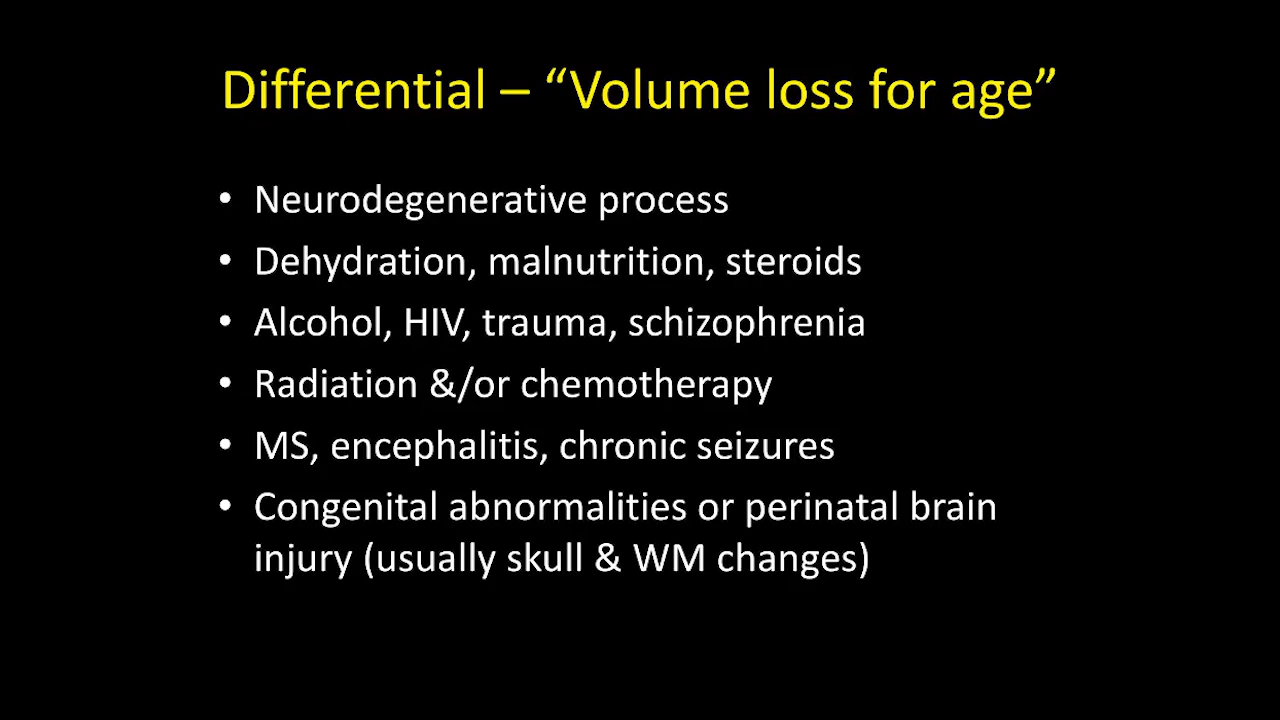 Differential – “Volume loss for age”
• Neurodegenerative process
• Dehydration, malnutrition, steroids
• Alcohol, HIV, trauma, schizophrenia
• Radiation &/or chemotherapy
• MS, encephalitis, chronic seizures
• Congenital abnormalities or perinatal brain
injury (usually skull & WM changes)